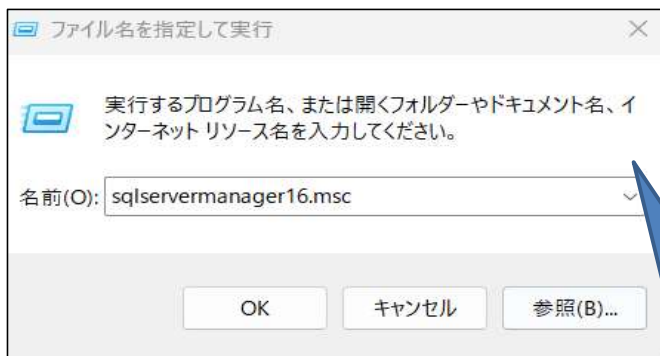 ファイル名を指定して実行
実行するプログラム名、または開くフォルダーやドキュメント名、イ
ンターネット リソース名を入力してください。
名前(O): sqlservermanager16.msc
OK キャンセル 参照(B)...